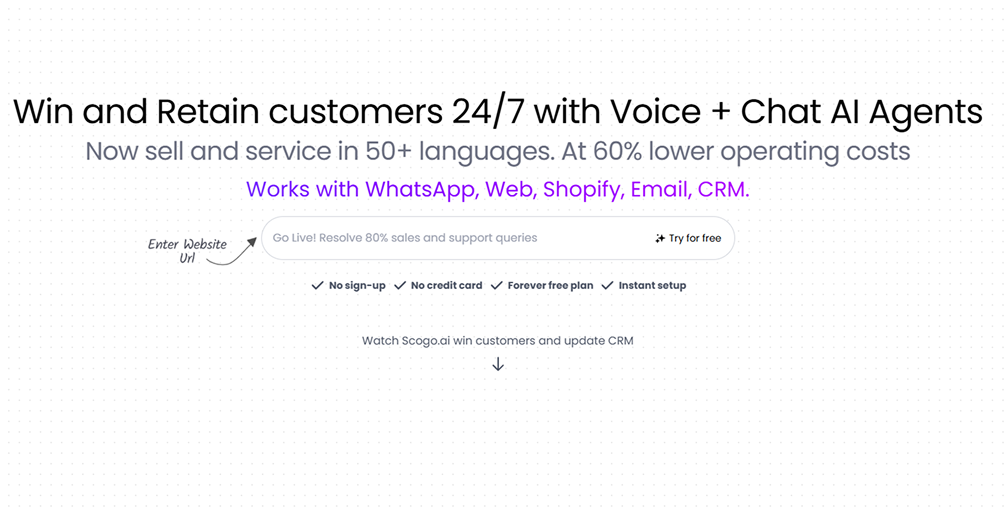 Win and Retain customers 24/7 with Voice + Chat AI Agents
Now sell and service in 50+ languages. At 60% lower operating costs
Works with WhatsApp, Web, Shopify, Email, CRM.
Enter Website
Url
Go Live! Resolve 80% sales and support queries
Try for free
No sign-up No credit card Forever free plan Instant setup
Watch Scogo.ai win customers and update CRM